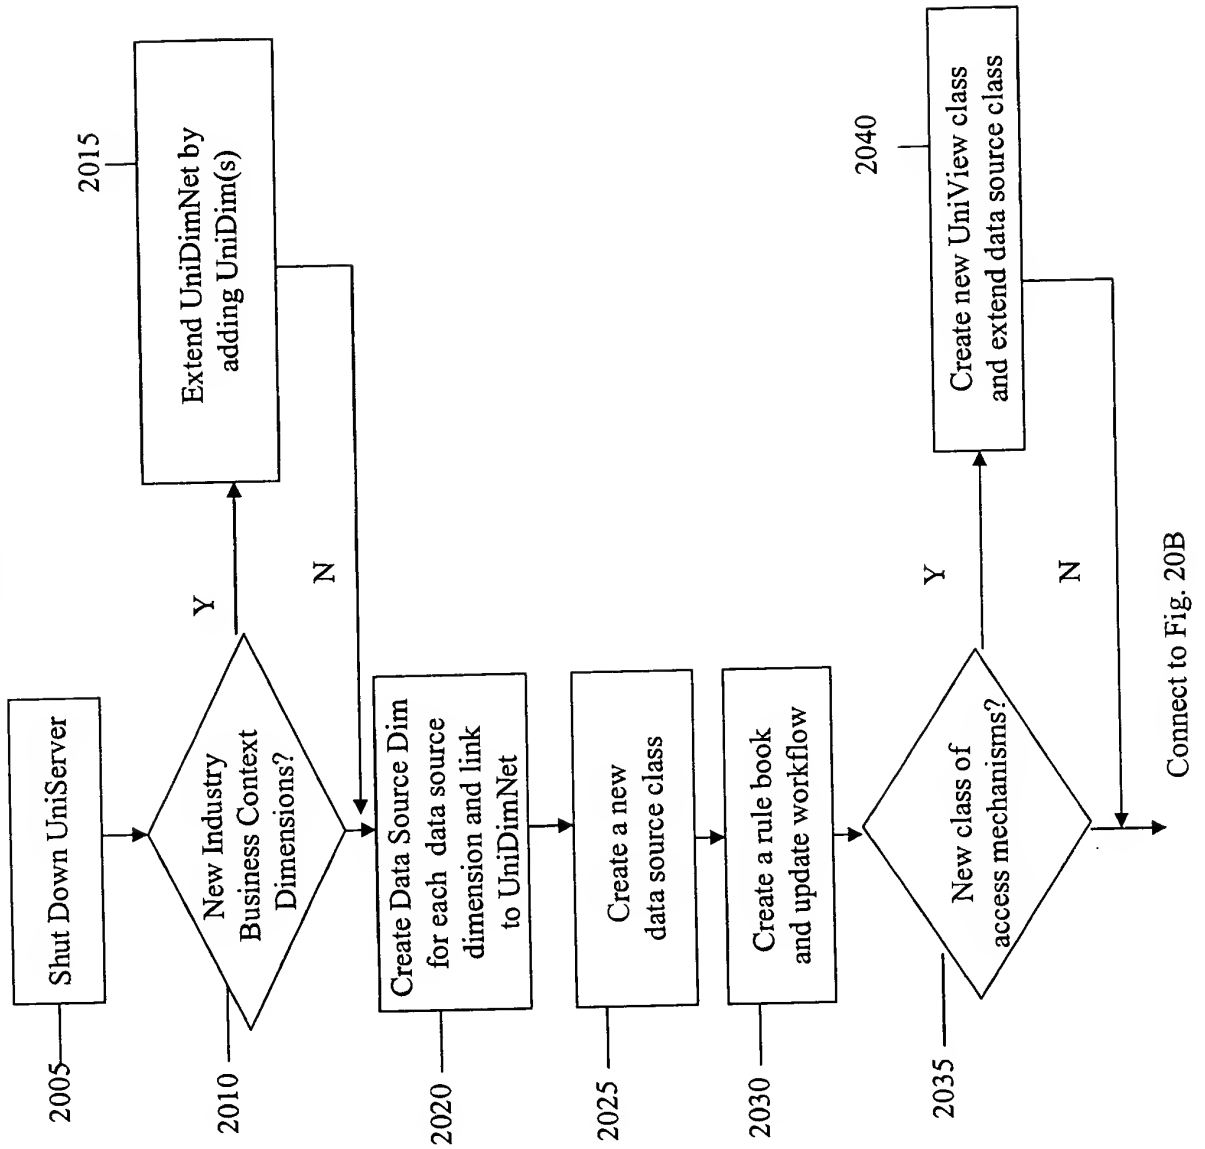 2005
Shut Down UniServer
2010
New Industry
Business Context
Dimensions?
Y
N
2015
Extend UniDimNet by
adding UniDim(s)
2020
Create Data Source Dim
for each data source
dimension and link
to UniDimNet
2025
Create a new
data source class
2030
Create a rule book
and update workflow
2035
New class of
access mechanisms?
Y
N
2040
Create new UniView class
and extend data source class
Connect to Fig. 20B